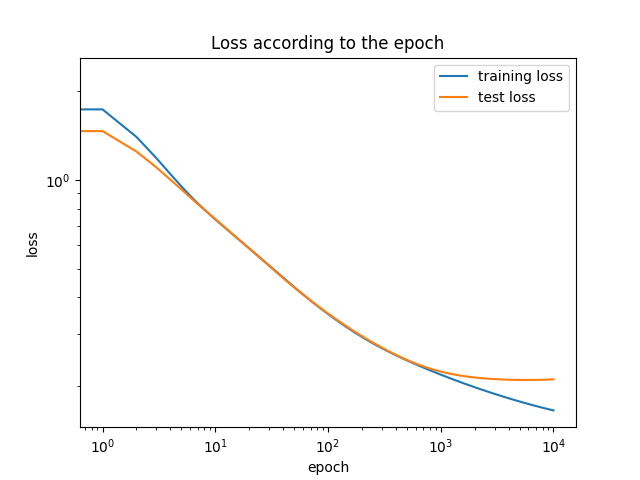 Loss according to the epoch
training loss
test loss
10⁰
loss
10⁰
10¹
10²
10³
10⁴
epoch